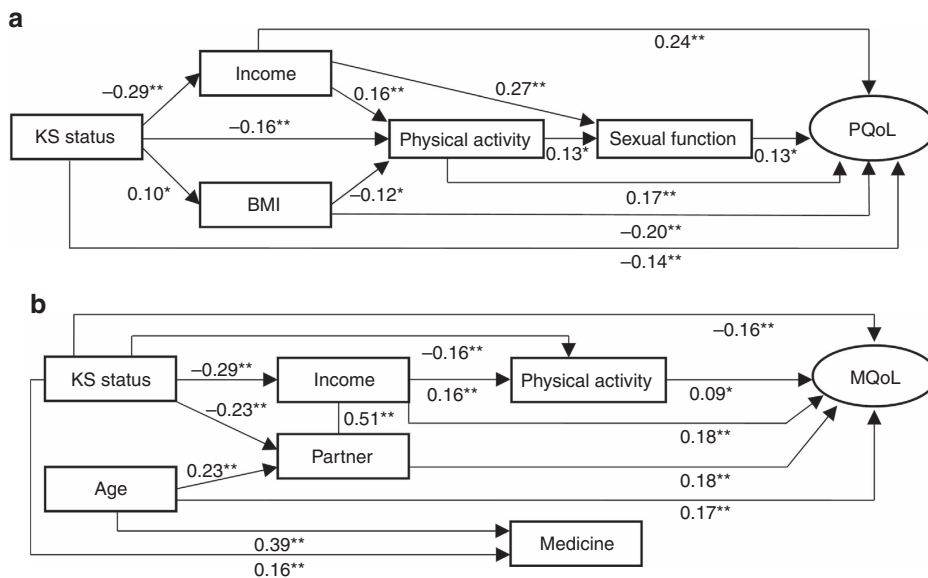 a
0.24**
Income
–0.29**
0.16**
0.27**
KS status
–0.16**
Physical activity
0.13*
Sexual function
0.13*
PQoL
0.10*
BMI
–0.12*
0.17**
–0.20**
–0.14**
b
–0.16**
KS status
–0.29**
Income
–0.16**
0.16**
Physical activity
0.09*
MQoL
–0.23**
0.51**
Partner
0.18**
Age
0.23**
0.18**
0.17**
0.39**
Medicine
0.16**